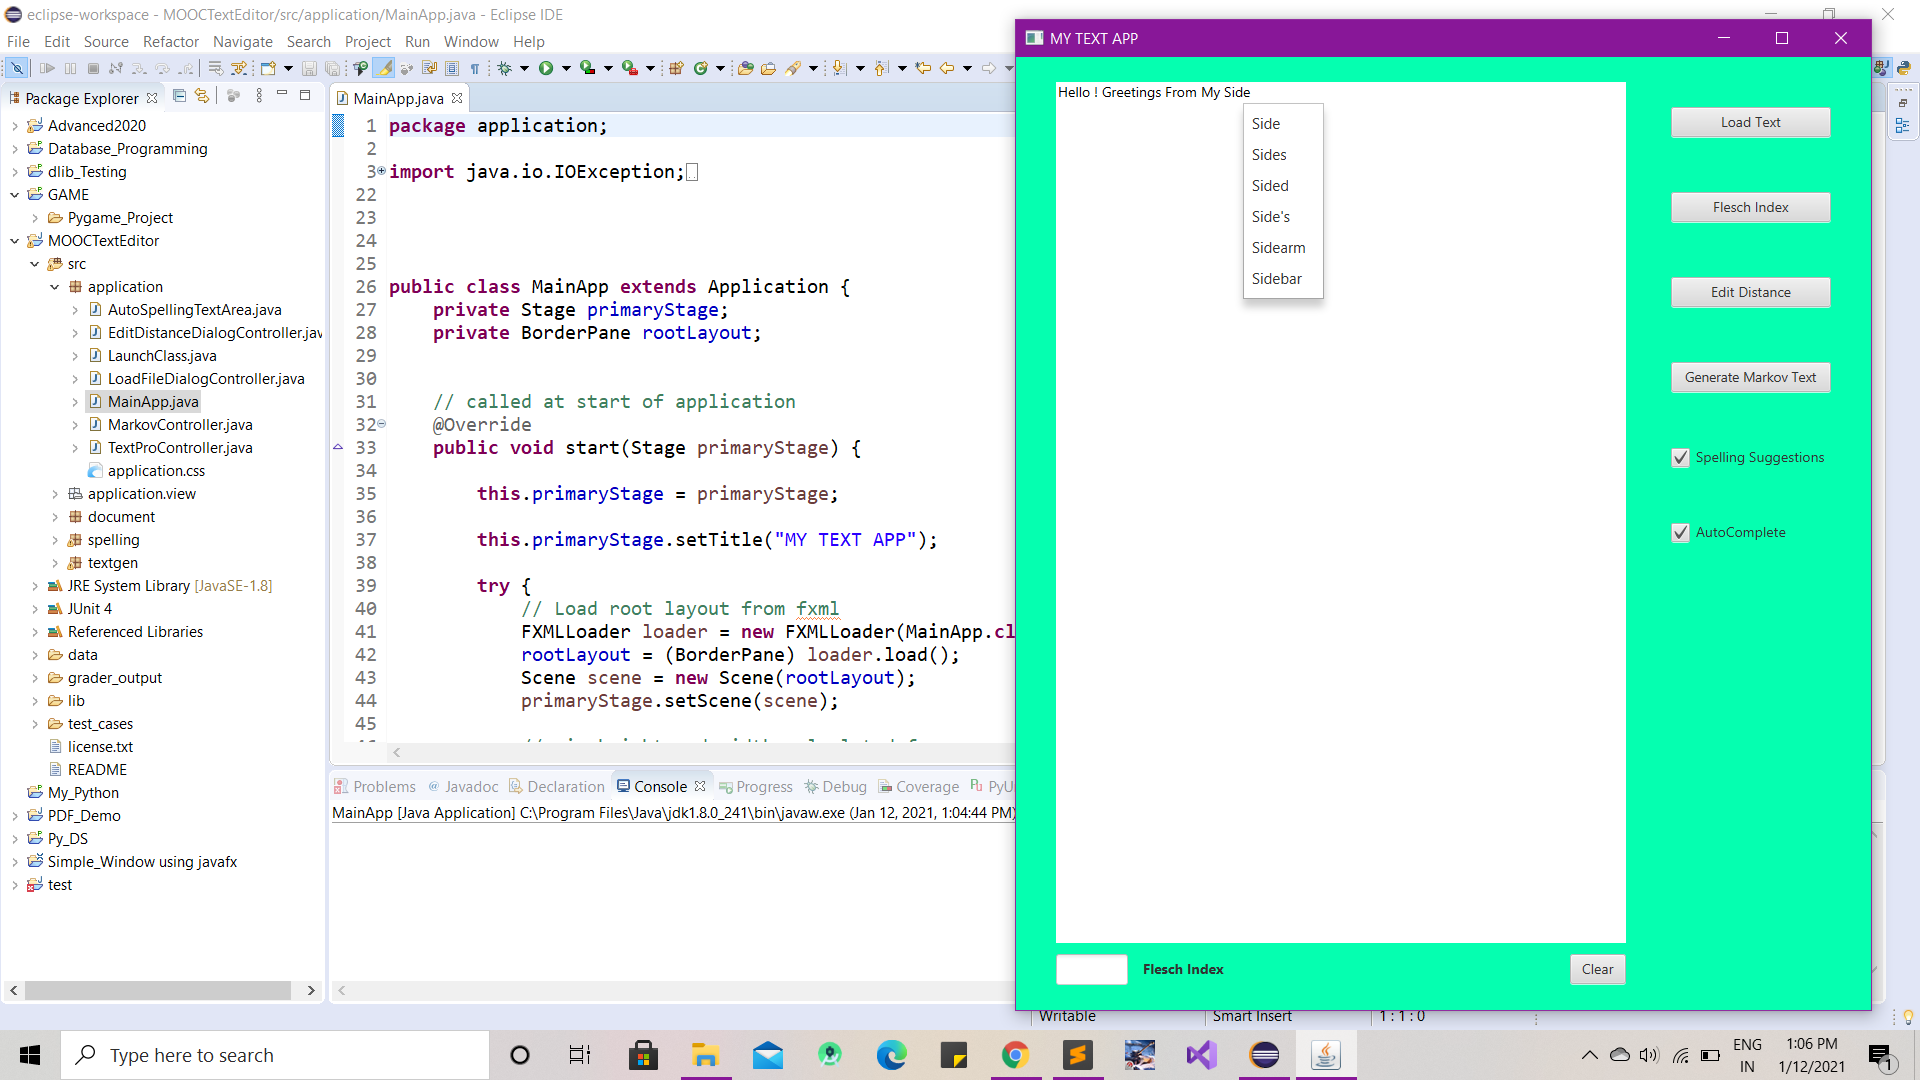 eclipse-workspace - MOOCTextEditor/src/application/MainApp.java - Eclipse IDE
File Edit Source Refactor Navigate Search Project Run Window Help
Package Explorer
Advanced2020
Database_Programming
dlib_Testing
GAME
Pygame_Project
MOOCTextEditor
src
application
AutoSpellingTextArea.java
EditDistanceDialogController.jav
LaunchClass.java
LoadFileDialogController.java
MainApp.java
MarkovController.java
TextProController.java
application.css
application.view
document
spelling
textgen
JRE System Library [JavaSE-1.8]
JUnit 4
Referenced Libraries
data
grader_output
lib
test_cases
license.txt
README
My_Python
PDF_Demo
Py_DS
Simple_Window using javafx
test
MainApp.java
1 package application;
2
3 import java.io.IOException;
22
23
24
25
26 public class MainApp extends Application {
27 private Stage primaryStage;
28 private BorderPane rootLayout;
29
30
31 // called at start of application
32 @Override
33 public void start(Stage primaryStage) {
34
35 this.primaryStage = primaryStage;
36
37 this.primaryStage.setTitle("MY TEXT APP");
38
39 try {
40 // Load root layout from fxml
41 FXMLLoader loader = new FXMLLoader(MainApp.cl
42 rootLayout = (BorderPane) loader.load();
43 Scene scene = new Scene(rootLayout);
44 primaryStage.setScene(scene);
45
Problems Javadoc Declaration Console Progress Debug Coverage PyU
MainApp [Java Application] C:\Program Files\Java\jdk1.8.0_241\bin\javaw.exe (Jan 12, 2021, 1:04:44 PM)
Writable Smart Insert 1 : 1 : 0
MY TEXT APP
Hello ! Greetings From My Side
Side
Sides
Sided
Side's
Sidearm
Sidebar
Load Text
Flesch Index
Edit Distance
Generate Markov Text
Spelling Suggestions
AutoComplete
Flesch Index
Clear
Type here to search
ENG
IN
1:06 PM
1/12/2021
1